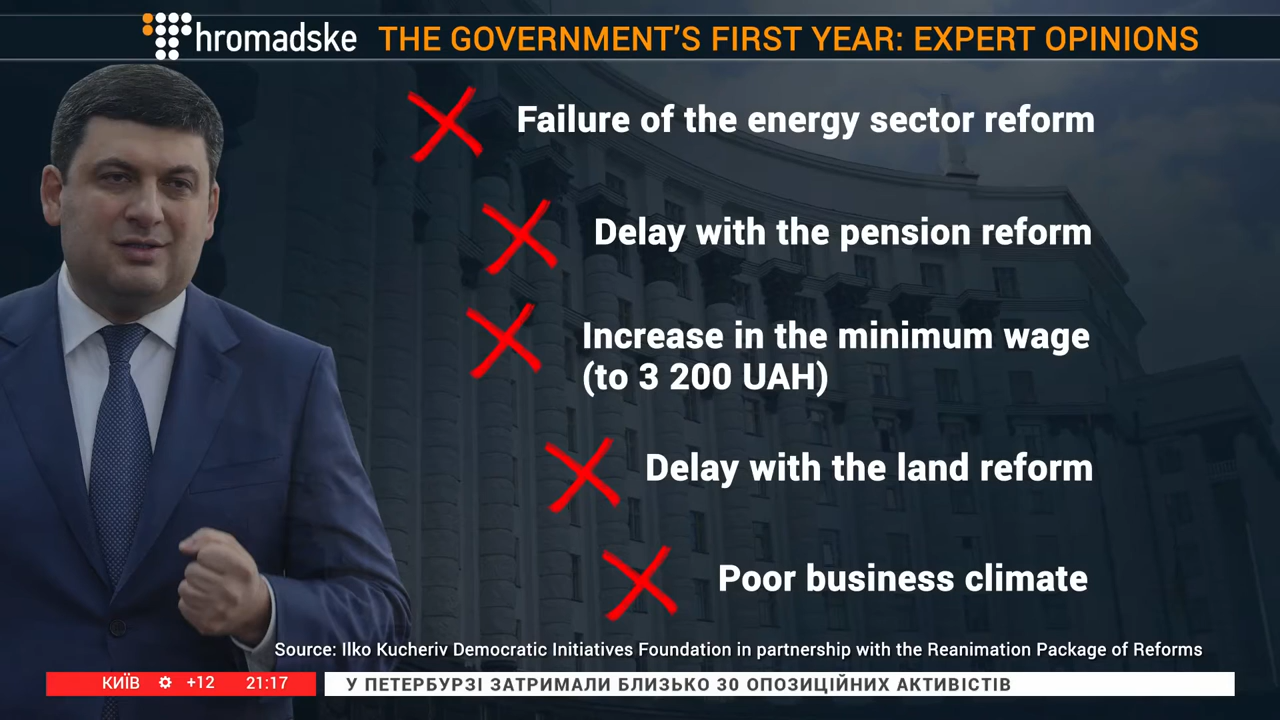 hromadske THE GOVERNMENT'S FIRST YEAR: EXPERT OPINIONS
Failure of the energy sector reform
Delay with the pension reform
Increase in the minimum wage
(to 3 200 UAH)
Delay with the land reform
Poor business climate
Source: Ilko Kucheriv Democratic Initiatives Foundation in partnership with the Reanimation Package of Reforms
КИЇВ +12 21:17 У ПЕТЕРБУРЗІ ЗАТРИМАЛИ БЛИЗЬКО 30 ОПОЗИЦІЙНИХ АКТИВІСТІВ